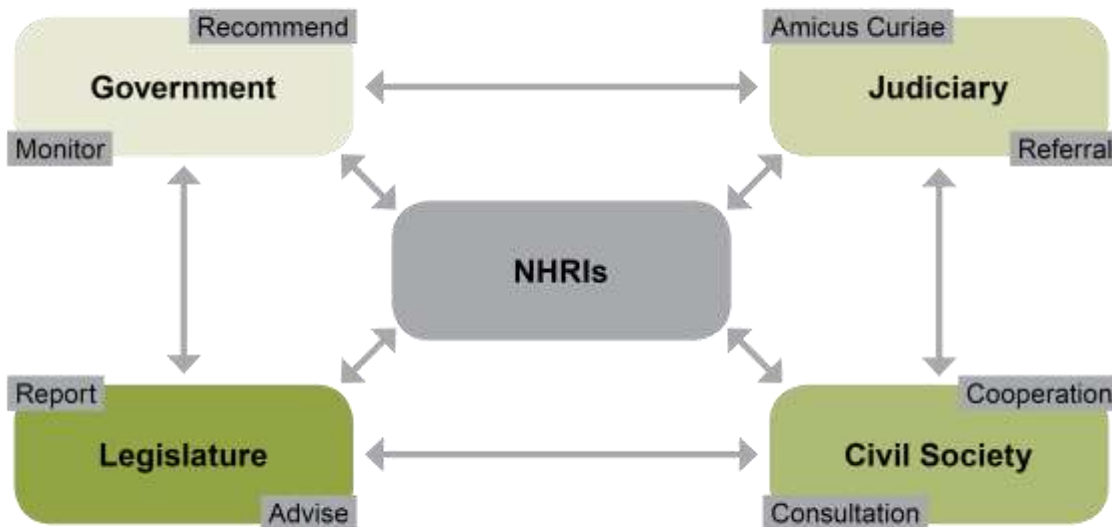 Recommend
Government
Monitor
Amicus Curiae
Judiciary
Referral
NHRIs
Report
Legislature
Advise
Cooperation
Civil Society
Consultation